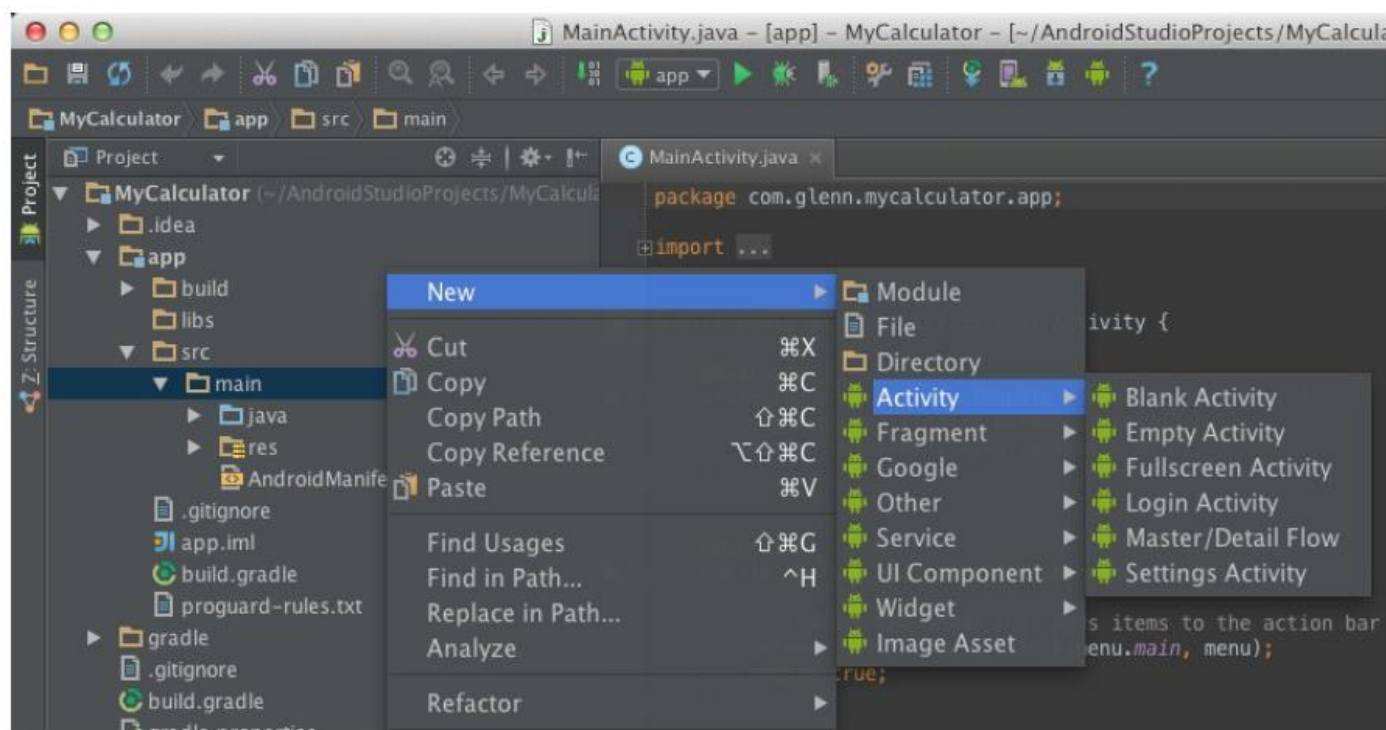 MainActivity.java – [app] – MyCalculator – [~/AndroidStudioProjects/MyCalcula
app
?
MyCalculator app src main
Project
Z: Structure
Project
MainActivity.java ×
MyCalculator (~/AndroidStudioProjects/MyCalcula
.idea
app
build
libs
src
main
java
res
AndroidManife
.gitignore
app.iml
build.gradle
proguard-rules.txt
gradle
.gitignore
build.gradle
gradle.properties
package com.glenn.mycalculator.app;
import ...
ivity {
s items to the action bar
enu.main, menu);
true;
New
Cut ⌘X
Copy ⌘C
Copy Path ⇧⌘C
Copy Reference ⌥⇧⌘C
Paste ⌘V
Find Usages ⇧⌘G
Find in Path... ^H
Replace in Path...
Analyze
Refactor
Module
File
Directory
Activity
Fragment
Google
Other
Service
UI Component
Widget
Image Asset
Blank Activity
Empty Activity
Fullscreen Activity
Login Activity
Master/Detail Flow
Settings Activity